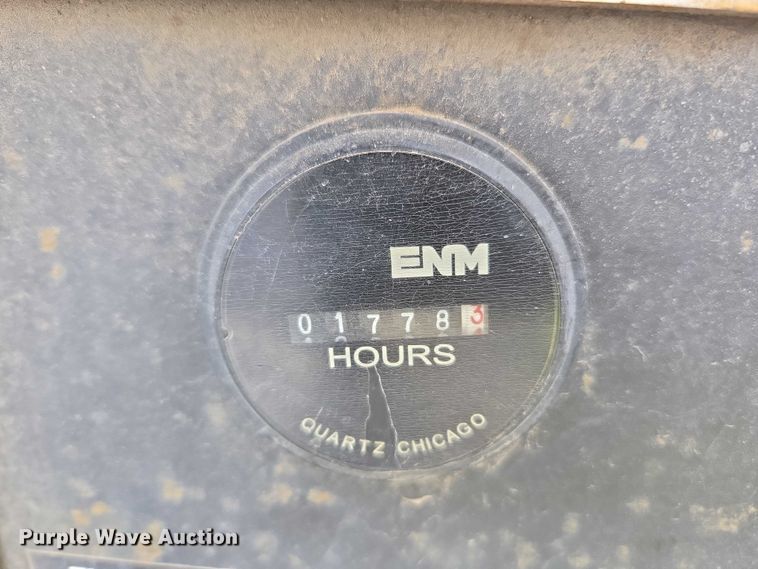 ENM
017783
HOURS
QUARTZ CHICAGO
Purple Wave Auction